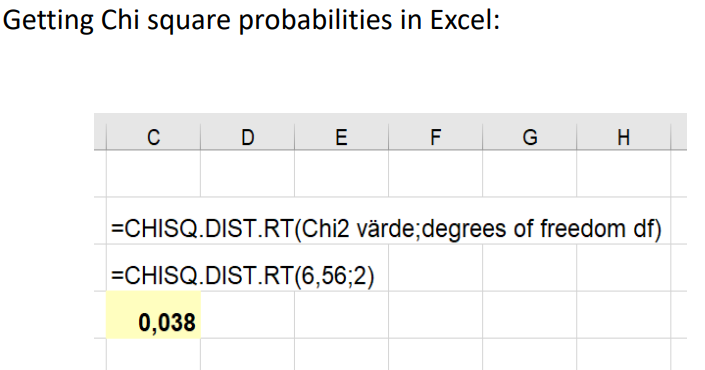 Getting Chi square probabilities in Excel:
C D E F G H
=CHISQ.DIST.RT(Chi2 värde;degrees of freedom df)
=CHISQ.DIST.RT(6,56;2)
0,038